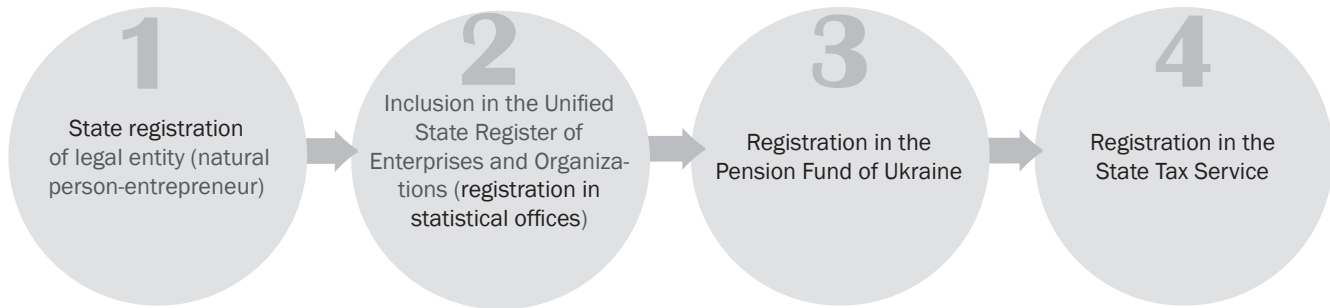 1
State registration
of legal entity (natural
person-entrepreneur)
2
Inclusion in the Unified
State Register of
Enterprises and Organiza-
tions (registration in
statistical offices)
3
Registration in the
Pension Fund of Ukraine
4
Registration in the
State Tax Service